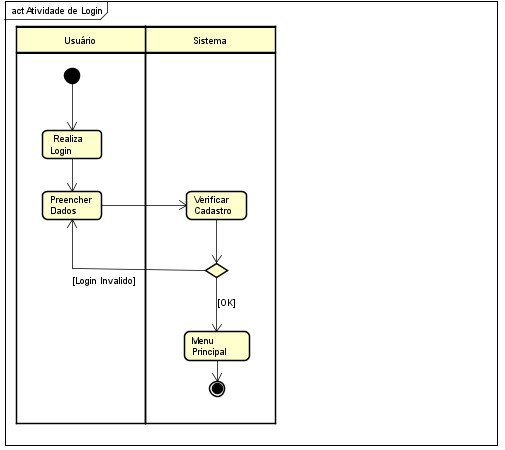 act Atividade de Login
Usuário
Sistema
Realiza
Login
Preencher
Dados
Verificar
Cadastro
[Login Invalido]
[OK]
Menu
Principal